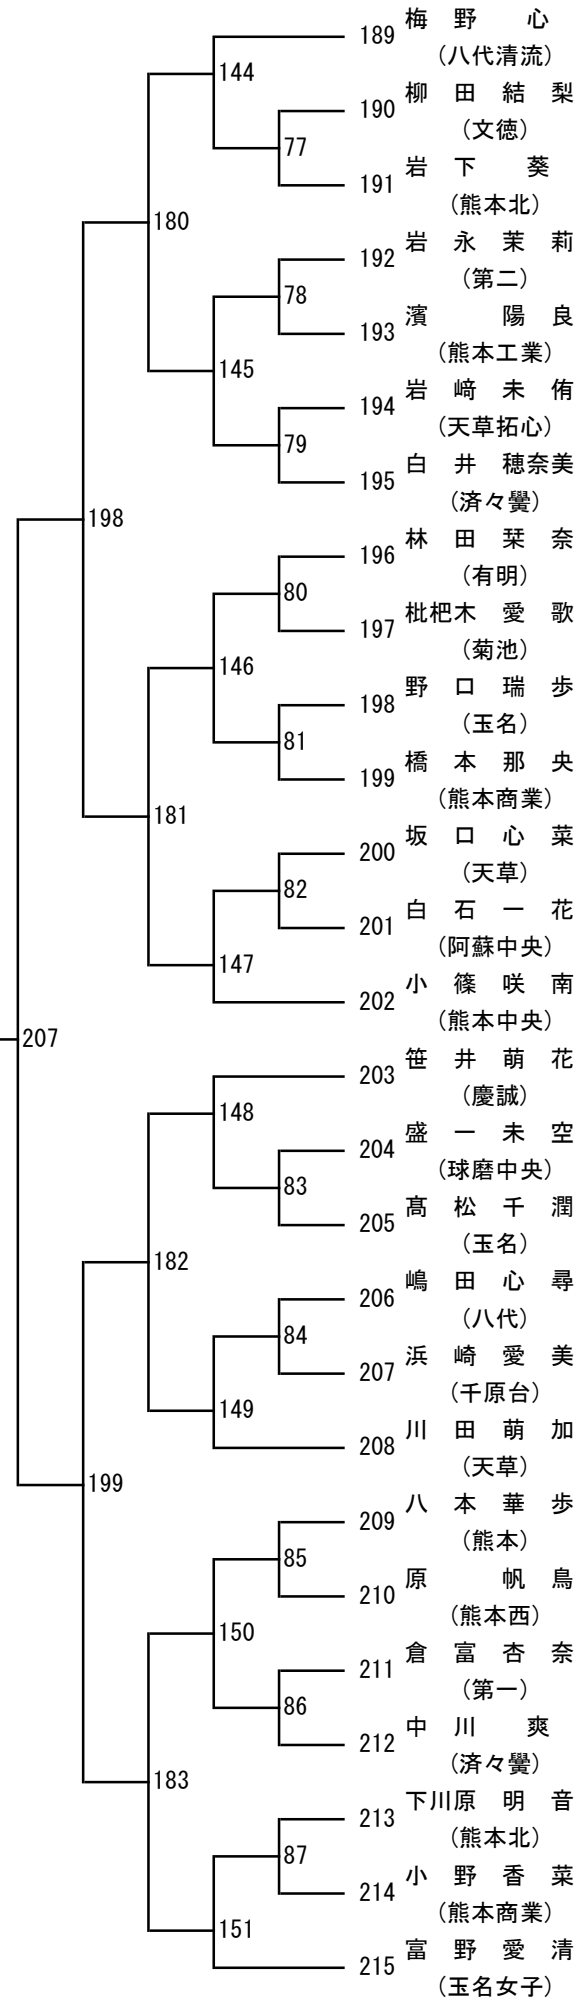 189 梅野 心
(八代清流)
144
190 柳田結梨
(文徳)
77
191 岩下 葵
(熊本北)
180
192 岩永茉莉
(第二)
78
193 濱 陽良
(熊本工業)
145
194 岩﨑未侑
(天草拓心)
79
195 白井穂奈美
(済々黌)
198
196 林田栞奈
(有明)
80
197 枇杷木愛歌
(菊池)
146
198 野口瑞歩
(玉名)
81
199 橋本那央
(熊本商業)
181
200 坂口心菜
(天草)
82
201 白石一花
(阿蘇中央)
147
202 小篠咲南
(熊本中央)
207
203 笹井萌花
(慶誠)
148
204 盛一未空
(球磨中央)
83
205 髙松千潤
(玉名)
182
206 嶋田心尋
(八代)
84
207 浜崎愛美
(千原台)
149
208 川田萌加
(天草)
199
209 八本華歩
(熊本)
85
210 原 帆鳥
(熊本西)
150
211 倉富杏奈
(第一)
86
212 中川 爽
(済々黌)
183
213 下川原明音
(熊本北)
87
214 小野香菜
(熊本商業)
151
215 富野愛清
(玉名女子)